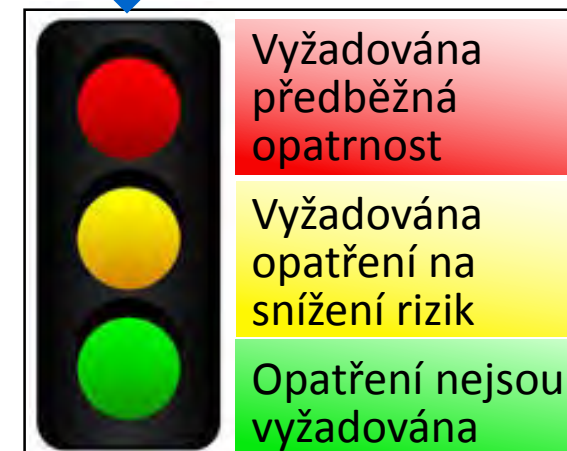 Vyžadována
předběžná
opatrnost
Vyžadována
opatření na
snížení rizik
Opatření nejsou
vyžadována